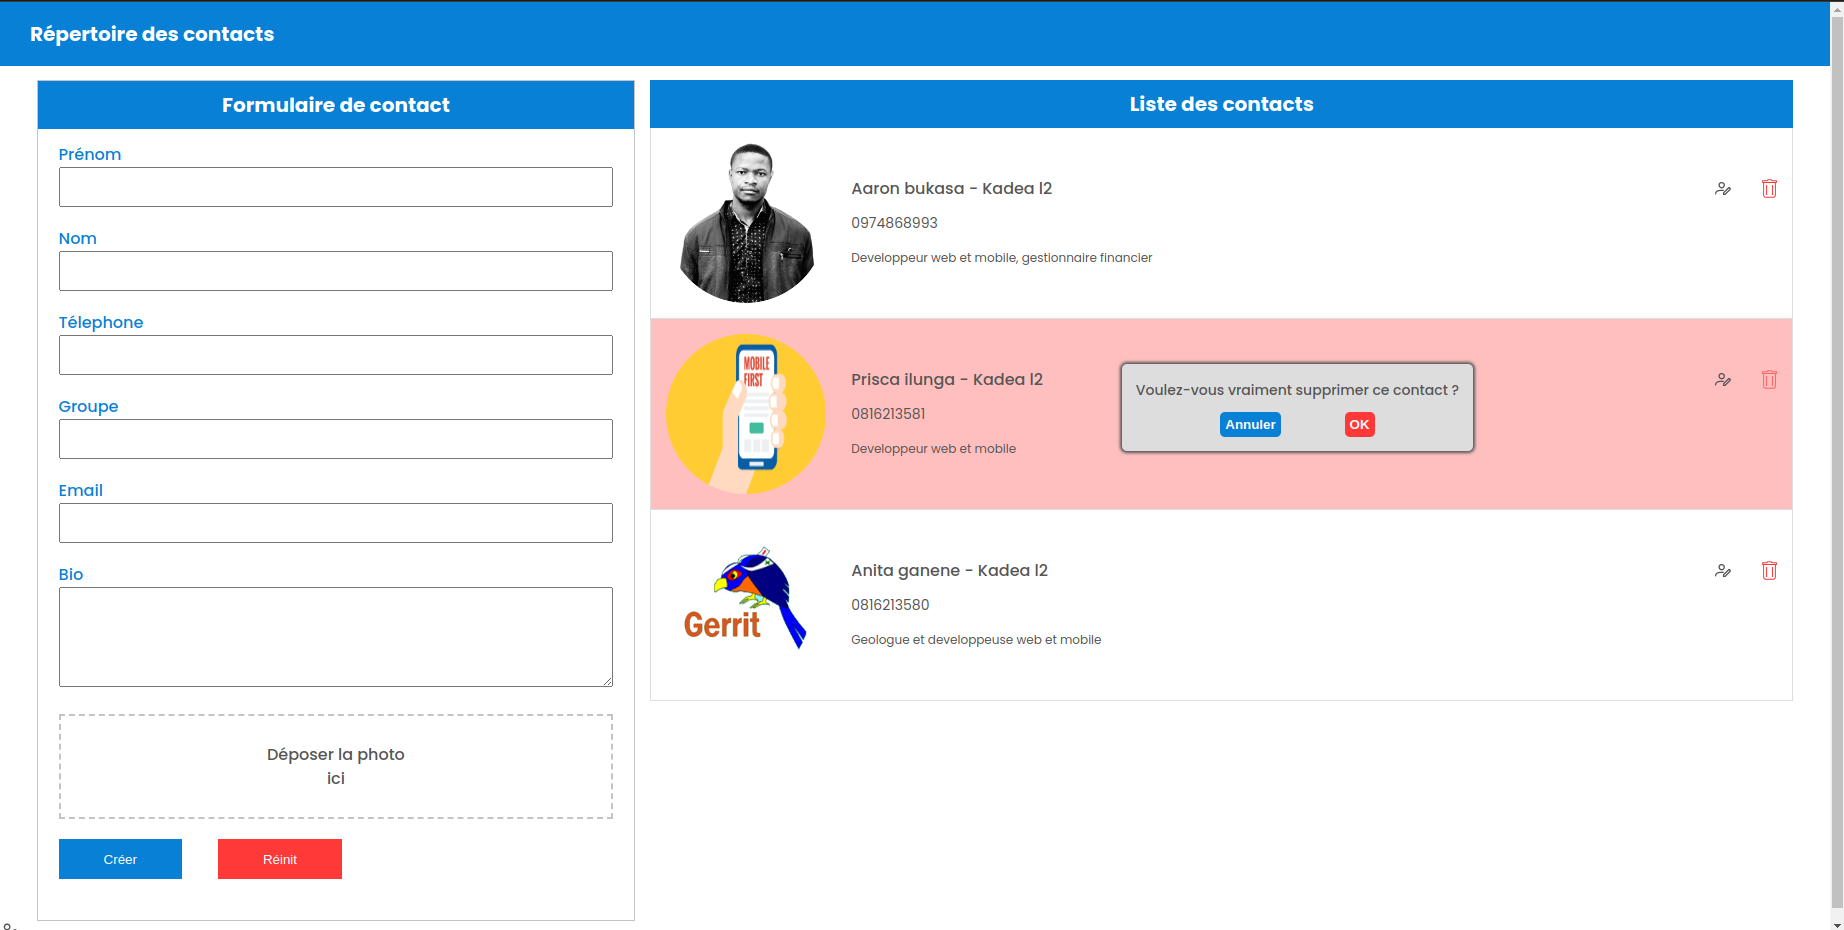 Répertoire des contacts
Formulaire de contact
Prénom
Nom
Télephone
Groupe
Email
Bio
Déposer la photo
ici
Créer
Réinit
Liste des contacts
Aaron bukasa - Kadea l2
0974868993
Developpeur web et mobile, gestionnaire financier
MOBILE
FIRST
Prisca ilunga - Kadea l2
0816213581
Developpeur web et mobile
Voulez-vous vraiment supprimer ce contact ?
Annuler
OK
Gerrit
Anita ganene - Kadea l2
0816213580
Geologue et developpeuse web et mobile